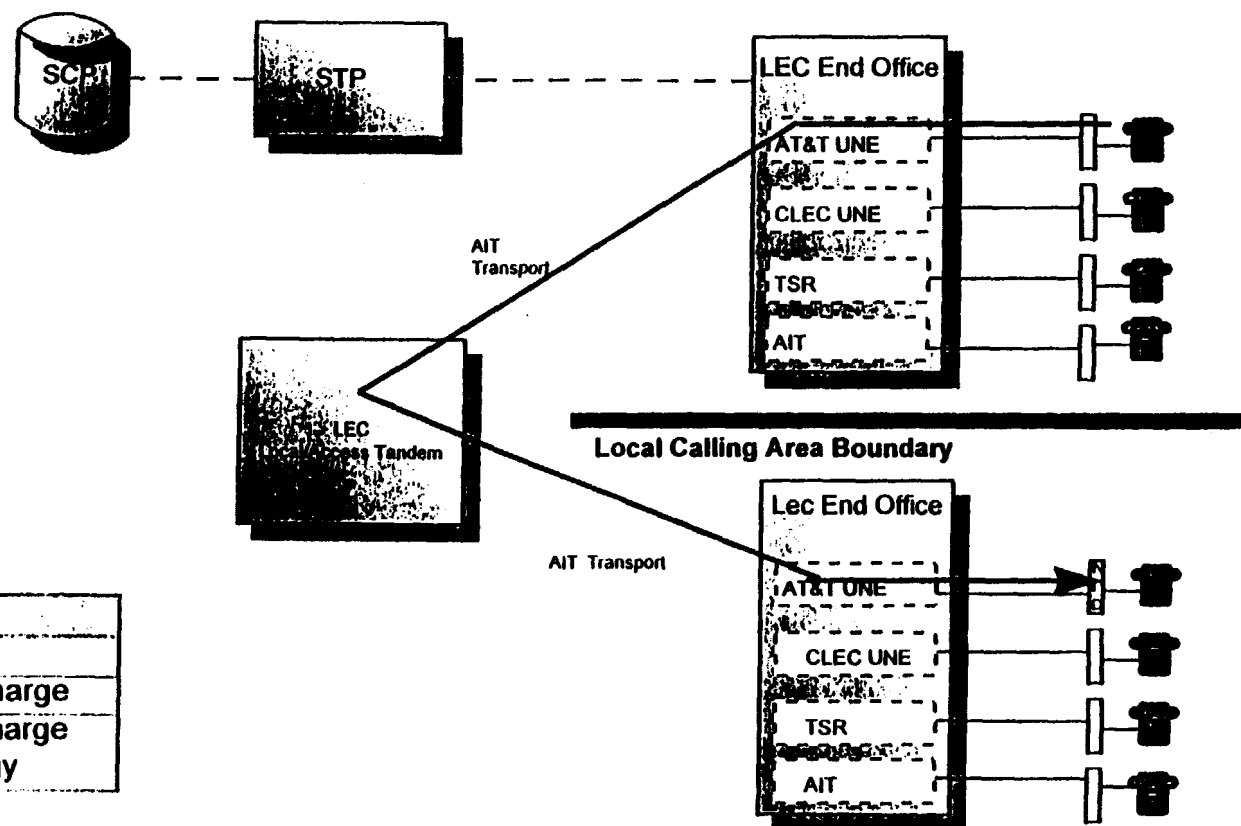 SCP
STP
LEC End Office
AT&T UNE
CLEC UNE
TSR
AIT
AIT
Transport
LEC
Local Access Tandem
Local Calling Area Boundary
Lec End Office
AT&T UNE
CLEC UNE
TSR
AIT
AIT Transport
harge
harge